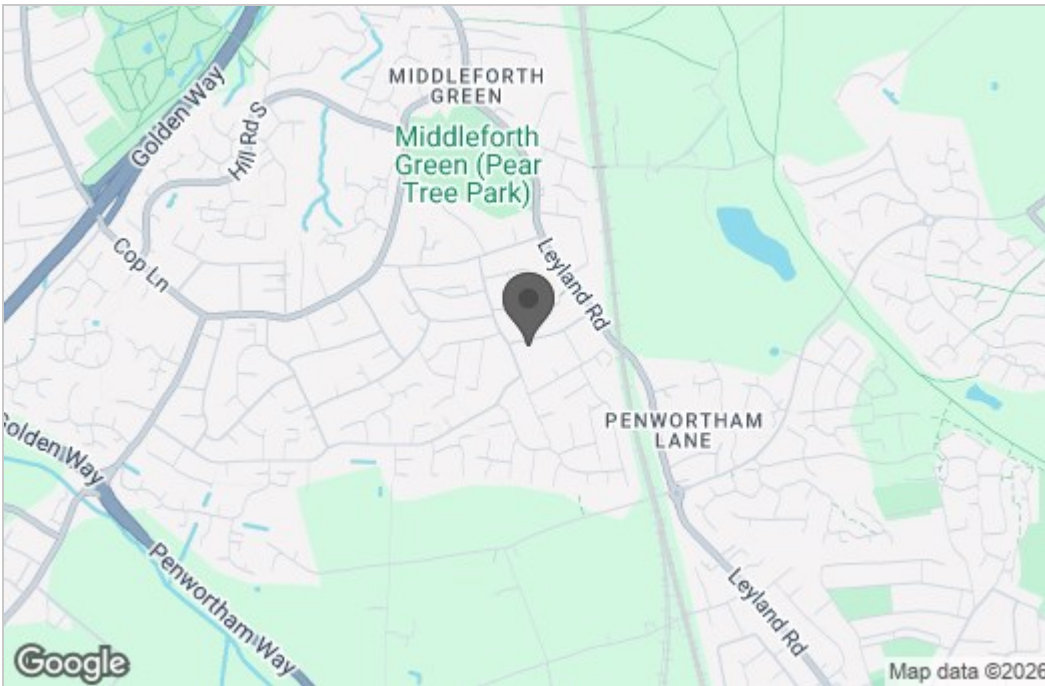 MIDDLEFORTH
GREEN
Golden Way
Hill Rd S
Middleforth
Green (Pear
Tree Park)
Leyland Rd
Cop Ln
PENWORTHAM
LANE
Golden Way
Penwortham Way
Leyland Rd
Google
Map data ©2026